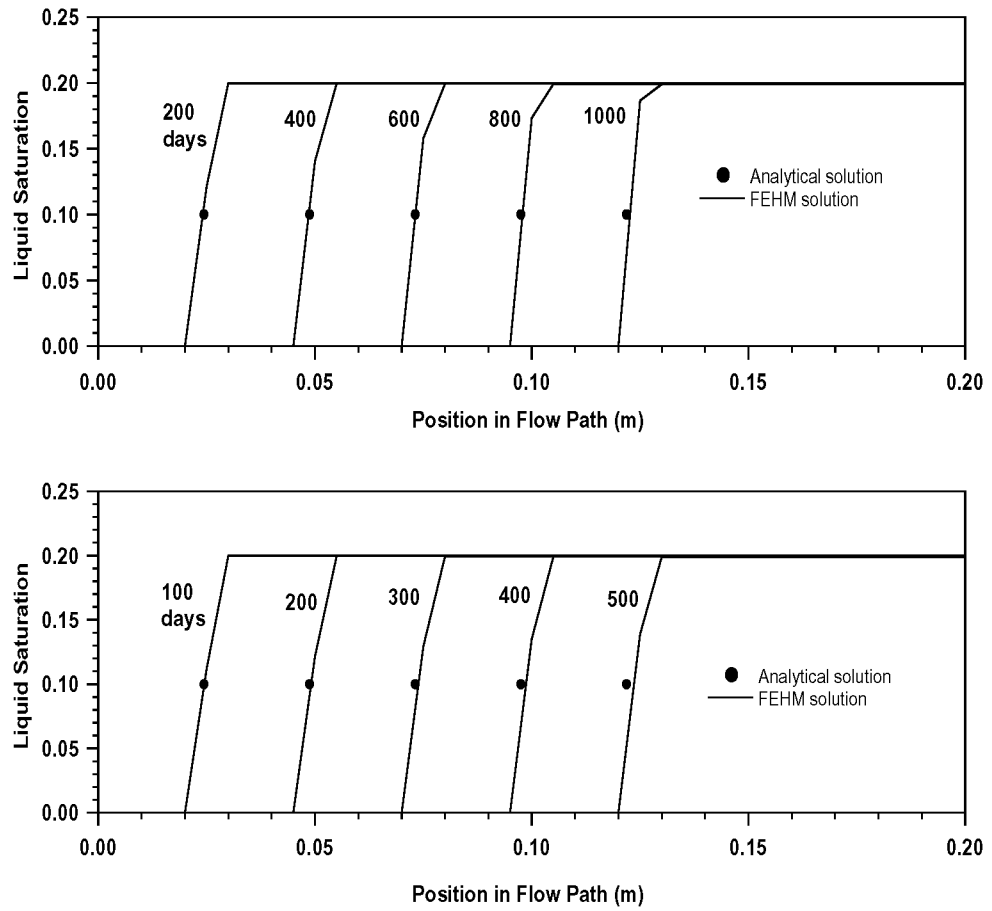 0.25
0.20
0.15
0.10
0.05
0.00
Liquid Saturation
200
days
400
600
800
1000
Analytical solution
FEHM solution
0.00 0.05 0.10 0.15 0.20
Position in Flow Path (m)
0.25
0.20
0.15
0.10
0.05
0.00
Liquid Saturation
100
days
200
300
400
500
Analytical solution
FEHM solution
0.00 0.05 0.10 0.15 0.20
Position in Flow Path (m)